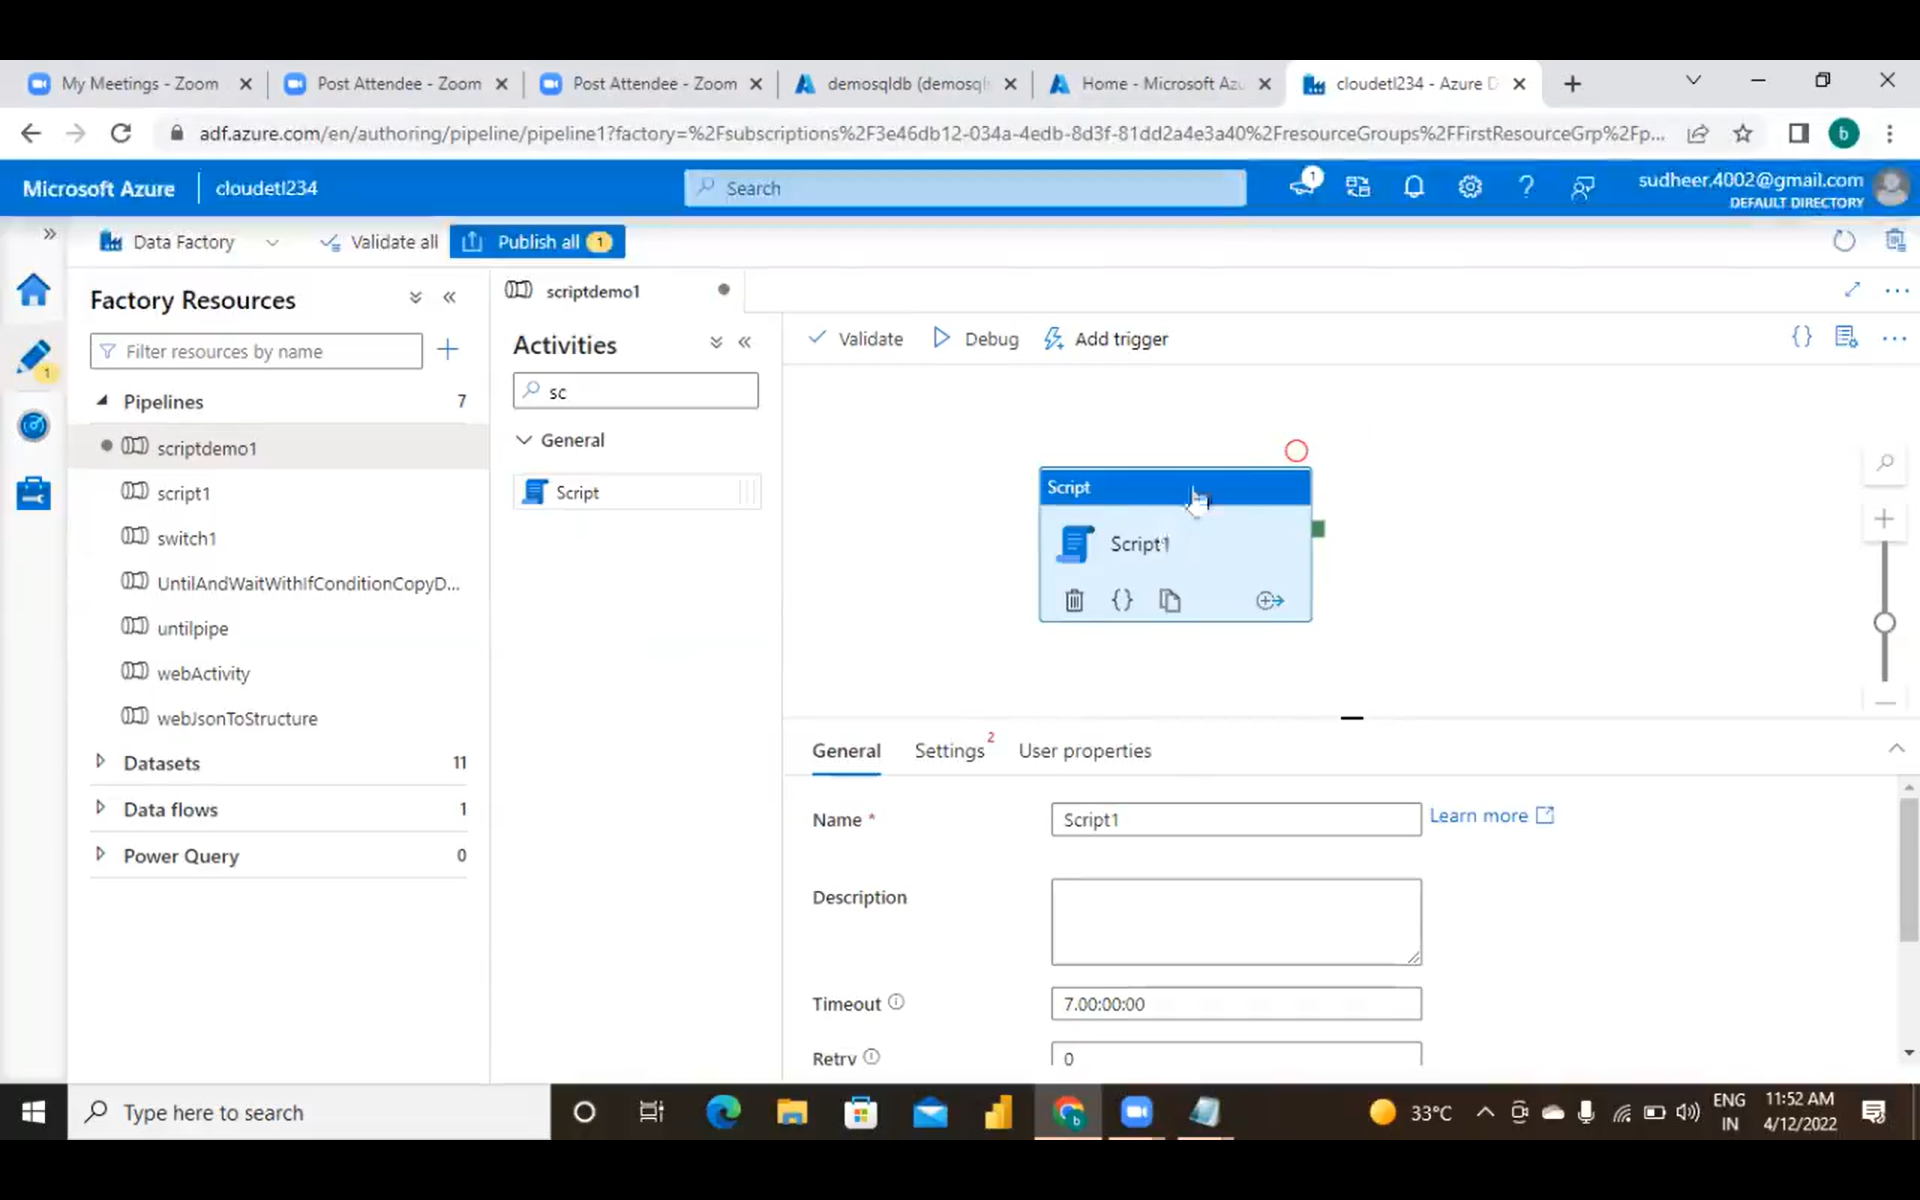 My Meetings - Zoom
Post Attendee - Zoom
Post Attendee - Zoom
demosqldb (demosql
Home - Microsoft Azu
cloudetl234 - Azure D
adf.azure.com/en/authoring/pipeline/pipeline1?factory=%2Fsubscriptions%2F3e46db12-034a-4edb-8d3f-81dd2a4e3a40%2FresourceGroups%2FFirstResourceGrp%2Fp...
b
Microsoft Azure
cloudetl234
Search
1
sudheer.4002@gmail.com
DEFAULT DIRECTORY
Data Factory
Validate all
Publish all 1
Factory Resources
Filter resources by name
1
Pipelines 7
scriptdemo1
script1
switch1
UntilAndWaitWithIfConditionCopyD...
untilpipe
webActivity
webJsonToStructure
Datasets 11
Data flows 1
Power Query 0
scriptdemo1
Activities
sc
General
Script
Validate
Debug
Add trigger
Script
Script1
General
Settings 2
User properties
Name *
Script1
Learn more
Description
Timeout
7.00:00:00
Retry
0
Type here to search
33°C
ENG
IN
11:52 AM
4/12/2022